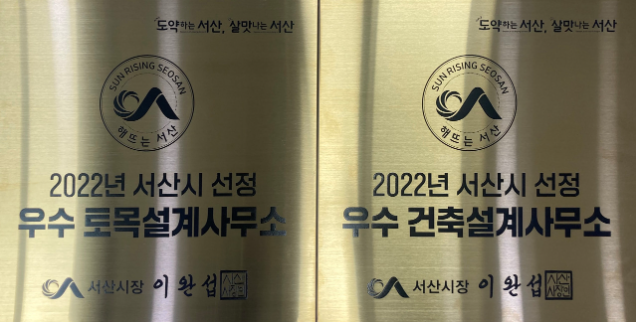 도약하는 서산, 살맛나는 서산
SUN RISING SEOSAN
해뜨는 서산
2022년 서산시 선정
우수 토목설계사무소
서산시장 이완섭
도약하는 서산, 살맛나는 서산
SUN RISING SEOSAN
해뜨는 서산
2022년 서산시 선정
우수 건축설계사무소
서산시장 이완섭